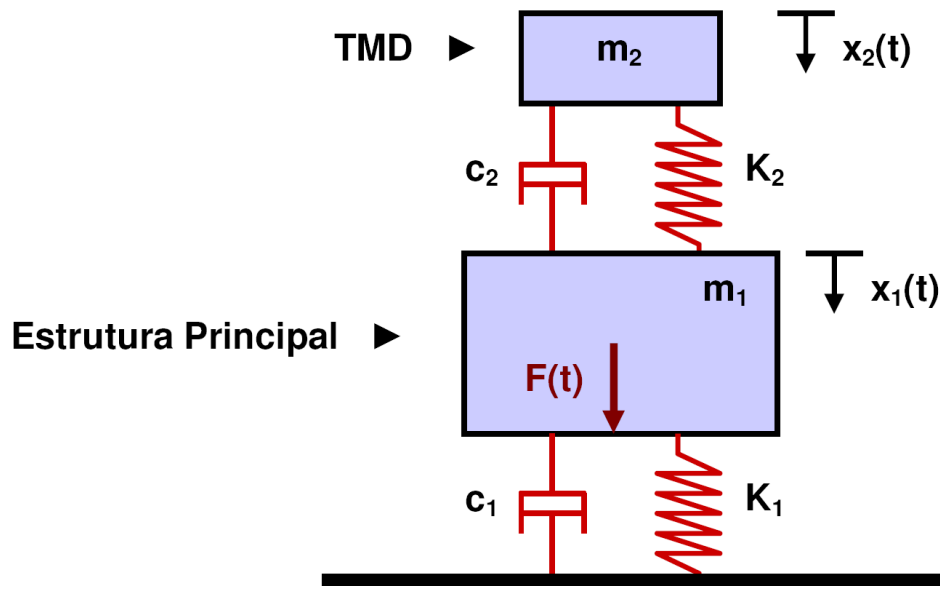 TMD ►
m₂
x₂(t)
c₂
K₂
m₁
x₁(t)
Estrutura Principal ►
F(t)
c₁
K₁